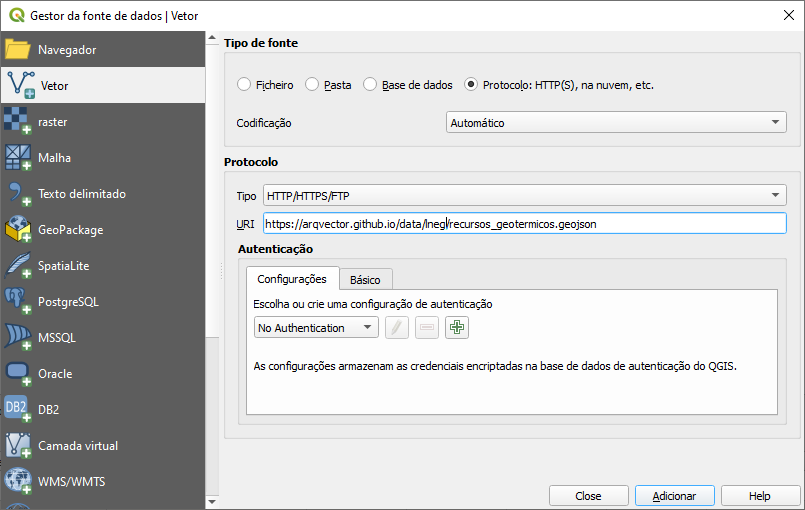 Gestor da fonte de dados | Vetor
Navegador
Vetor
raster
Malha
Texto delimitado
GeoPackage
SpatiaLite
PostgreSQL
MSSQL
Oracle
DB2
DB2
Camada virtual
WMS/WMTS
Tipo de fonte
Ficheiro Pasta Base de dados Protocolo: HTTP(S), na nuvem, etc.
Codificação Automático
Protocolo
Tipo HTTP/HTTPS/FTP
URI https://arqvector.github.io/data/lneg/recursos_geotermicos.geojson
Autenticação
Configurações Básico
Escolha ou crie uma configuração de autenticação
No Authentication
As configurações armazenam as credenciais encriptadas na base de dados de autenticação do QGIS.
Close Adicionar Help